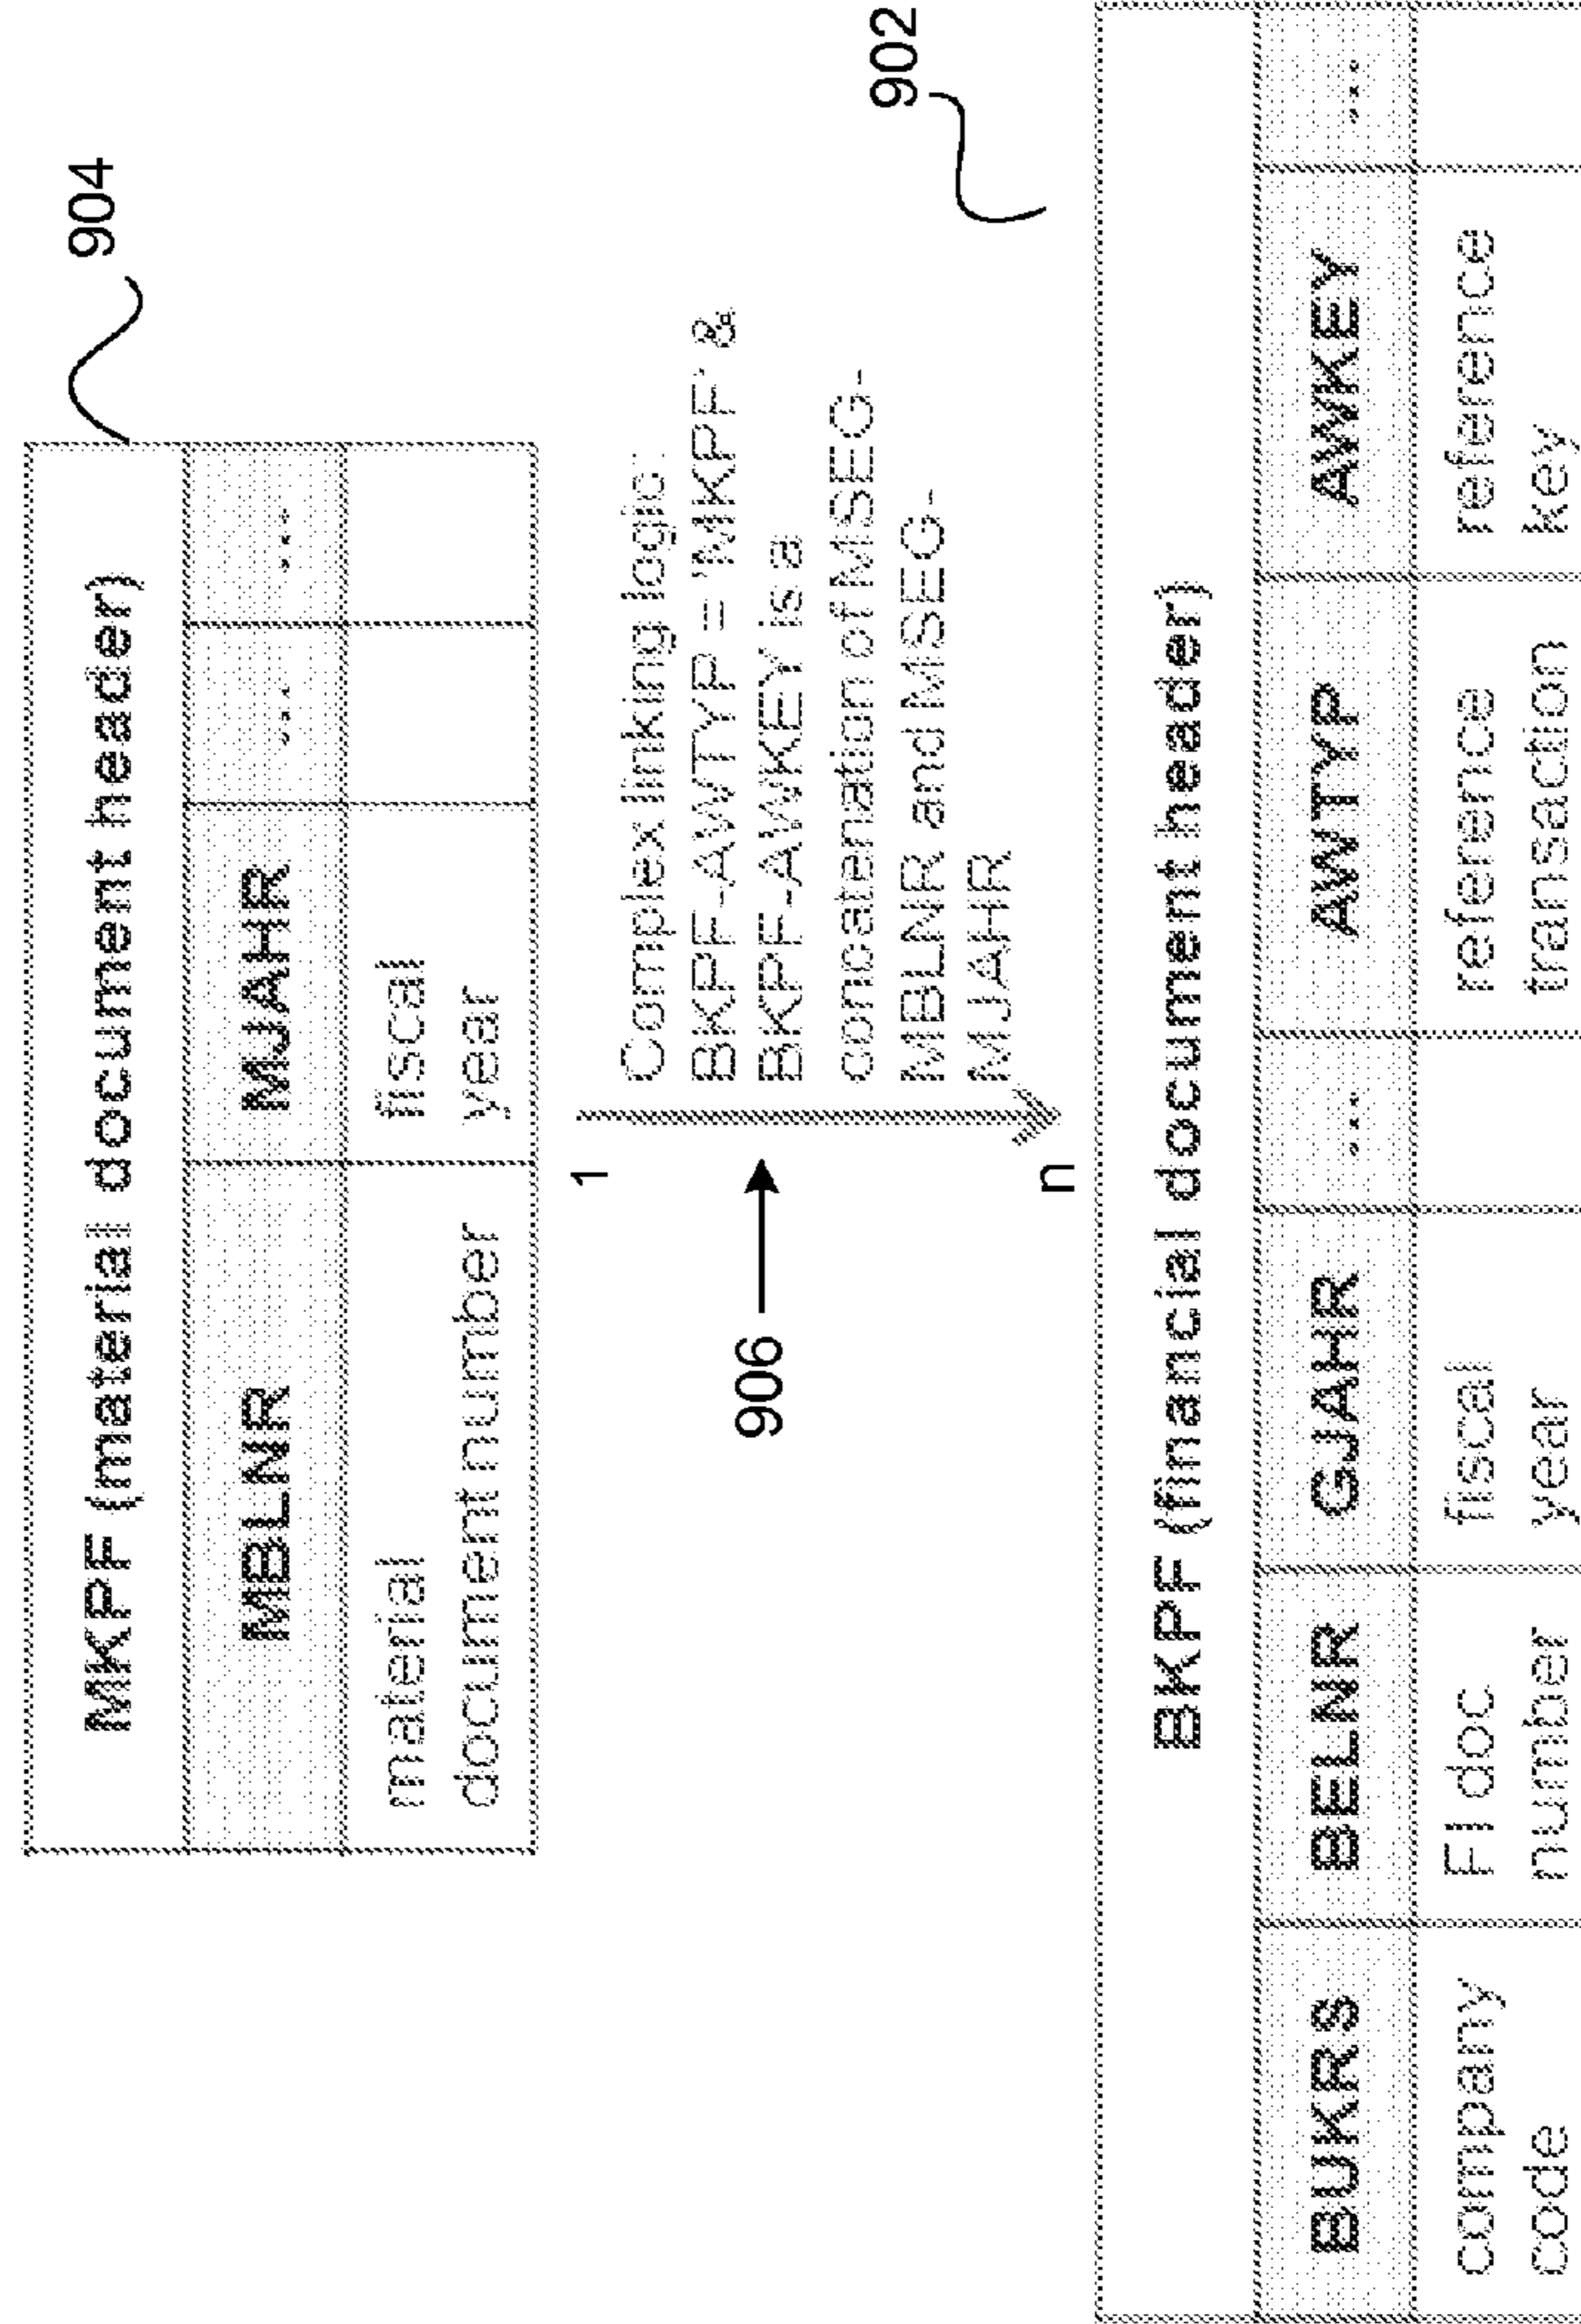 904
MKPF (material document header)
MBLNR MJAHR ... ...
material fiscal
document number year
1
Complex linking logic:
BKPF-AWTYP = 'MKPF' &
BKPF-AWKEY is a
concatenation of MSEG-
MBLNR and MSEG-
MJAHR
906
n
902
BKPF (financial document header)
BUKRS BELNR GJAHR ... AWTYP AWKEY ...
company FI doc fiscal reference reference
code number year transaction key